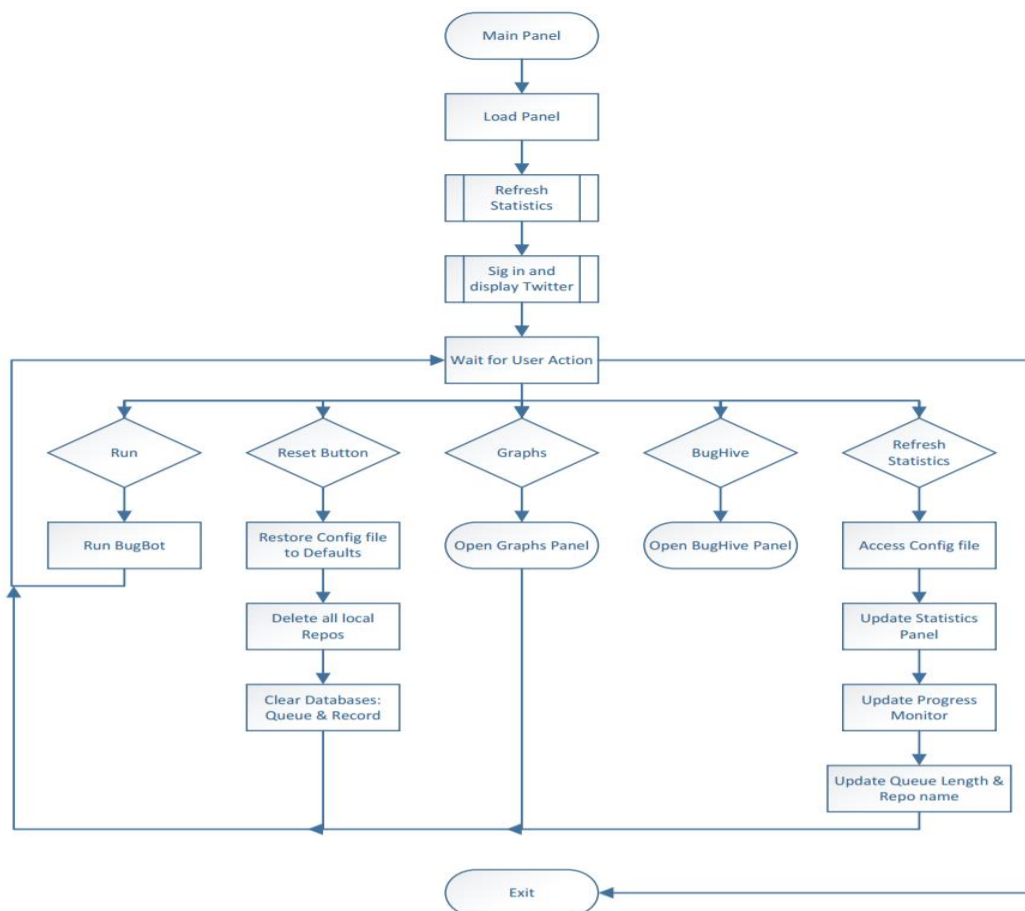 Main Panel
Load Panel
Refresh
Statistics
Sig in and
display Twitter
Wait for User Action
Run
Reset Button
Graphs
BugHive
Refresh
Statistics
Run BugBot
Restore Config file
to Defaults
Open Graphs Panel
Open BugHive Panel
Access Config file
Delete all local
Repos
Update Statistics
Panel
Clear Databases:
Queue & Record
Update Progress
Monitor
Update Queue Length &
Repo name
Exit